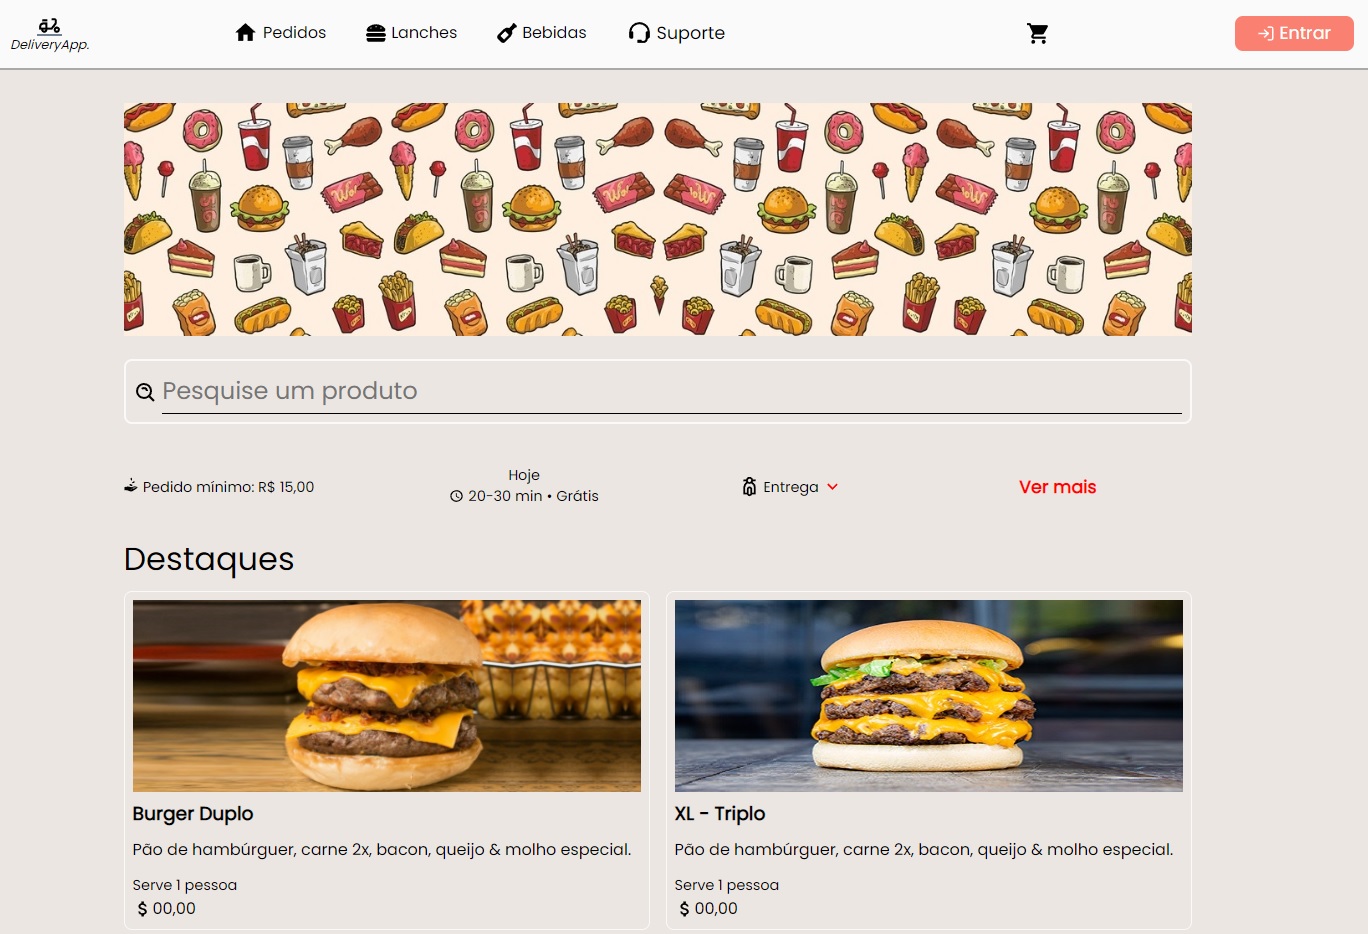 DeliveryApp.
Pedidos
Lanches
Bebidas
Suporte
Entrar
Pesquise um produto
Pedido mínimo: R$ 15,00
Hoje
20-30 min • Grátis
Entrega
Ver mais
Destaques
Burger Duplo
Pão de hambúrguer, carne 2x, bacon, queijo & molho especial.
Serve 1 pessoa
$ 00,00
XL - Triplo
Pão de hambúrguer, carne 2x, bacon, queijo & molho especial.
Serve 1 pessoa
$ 00,00